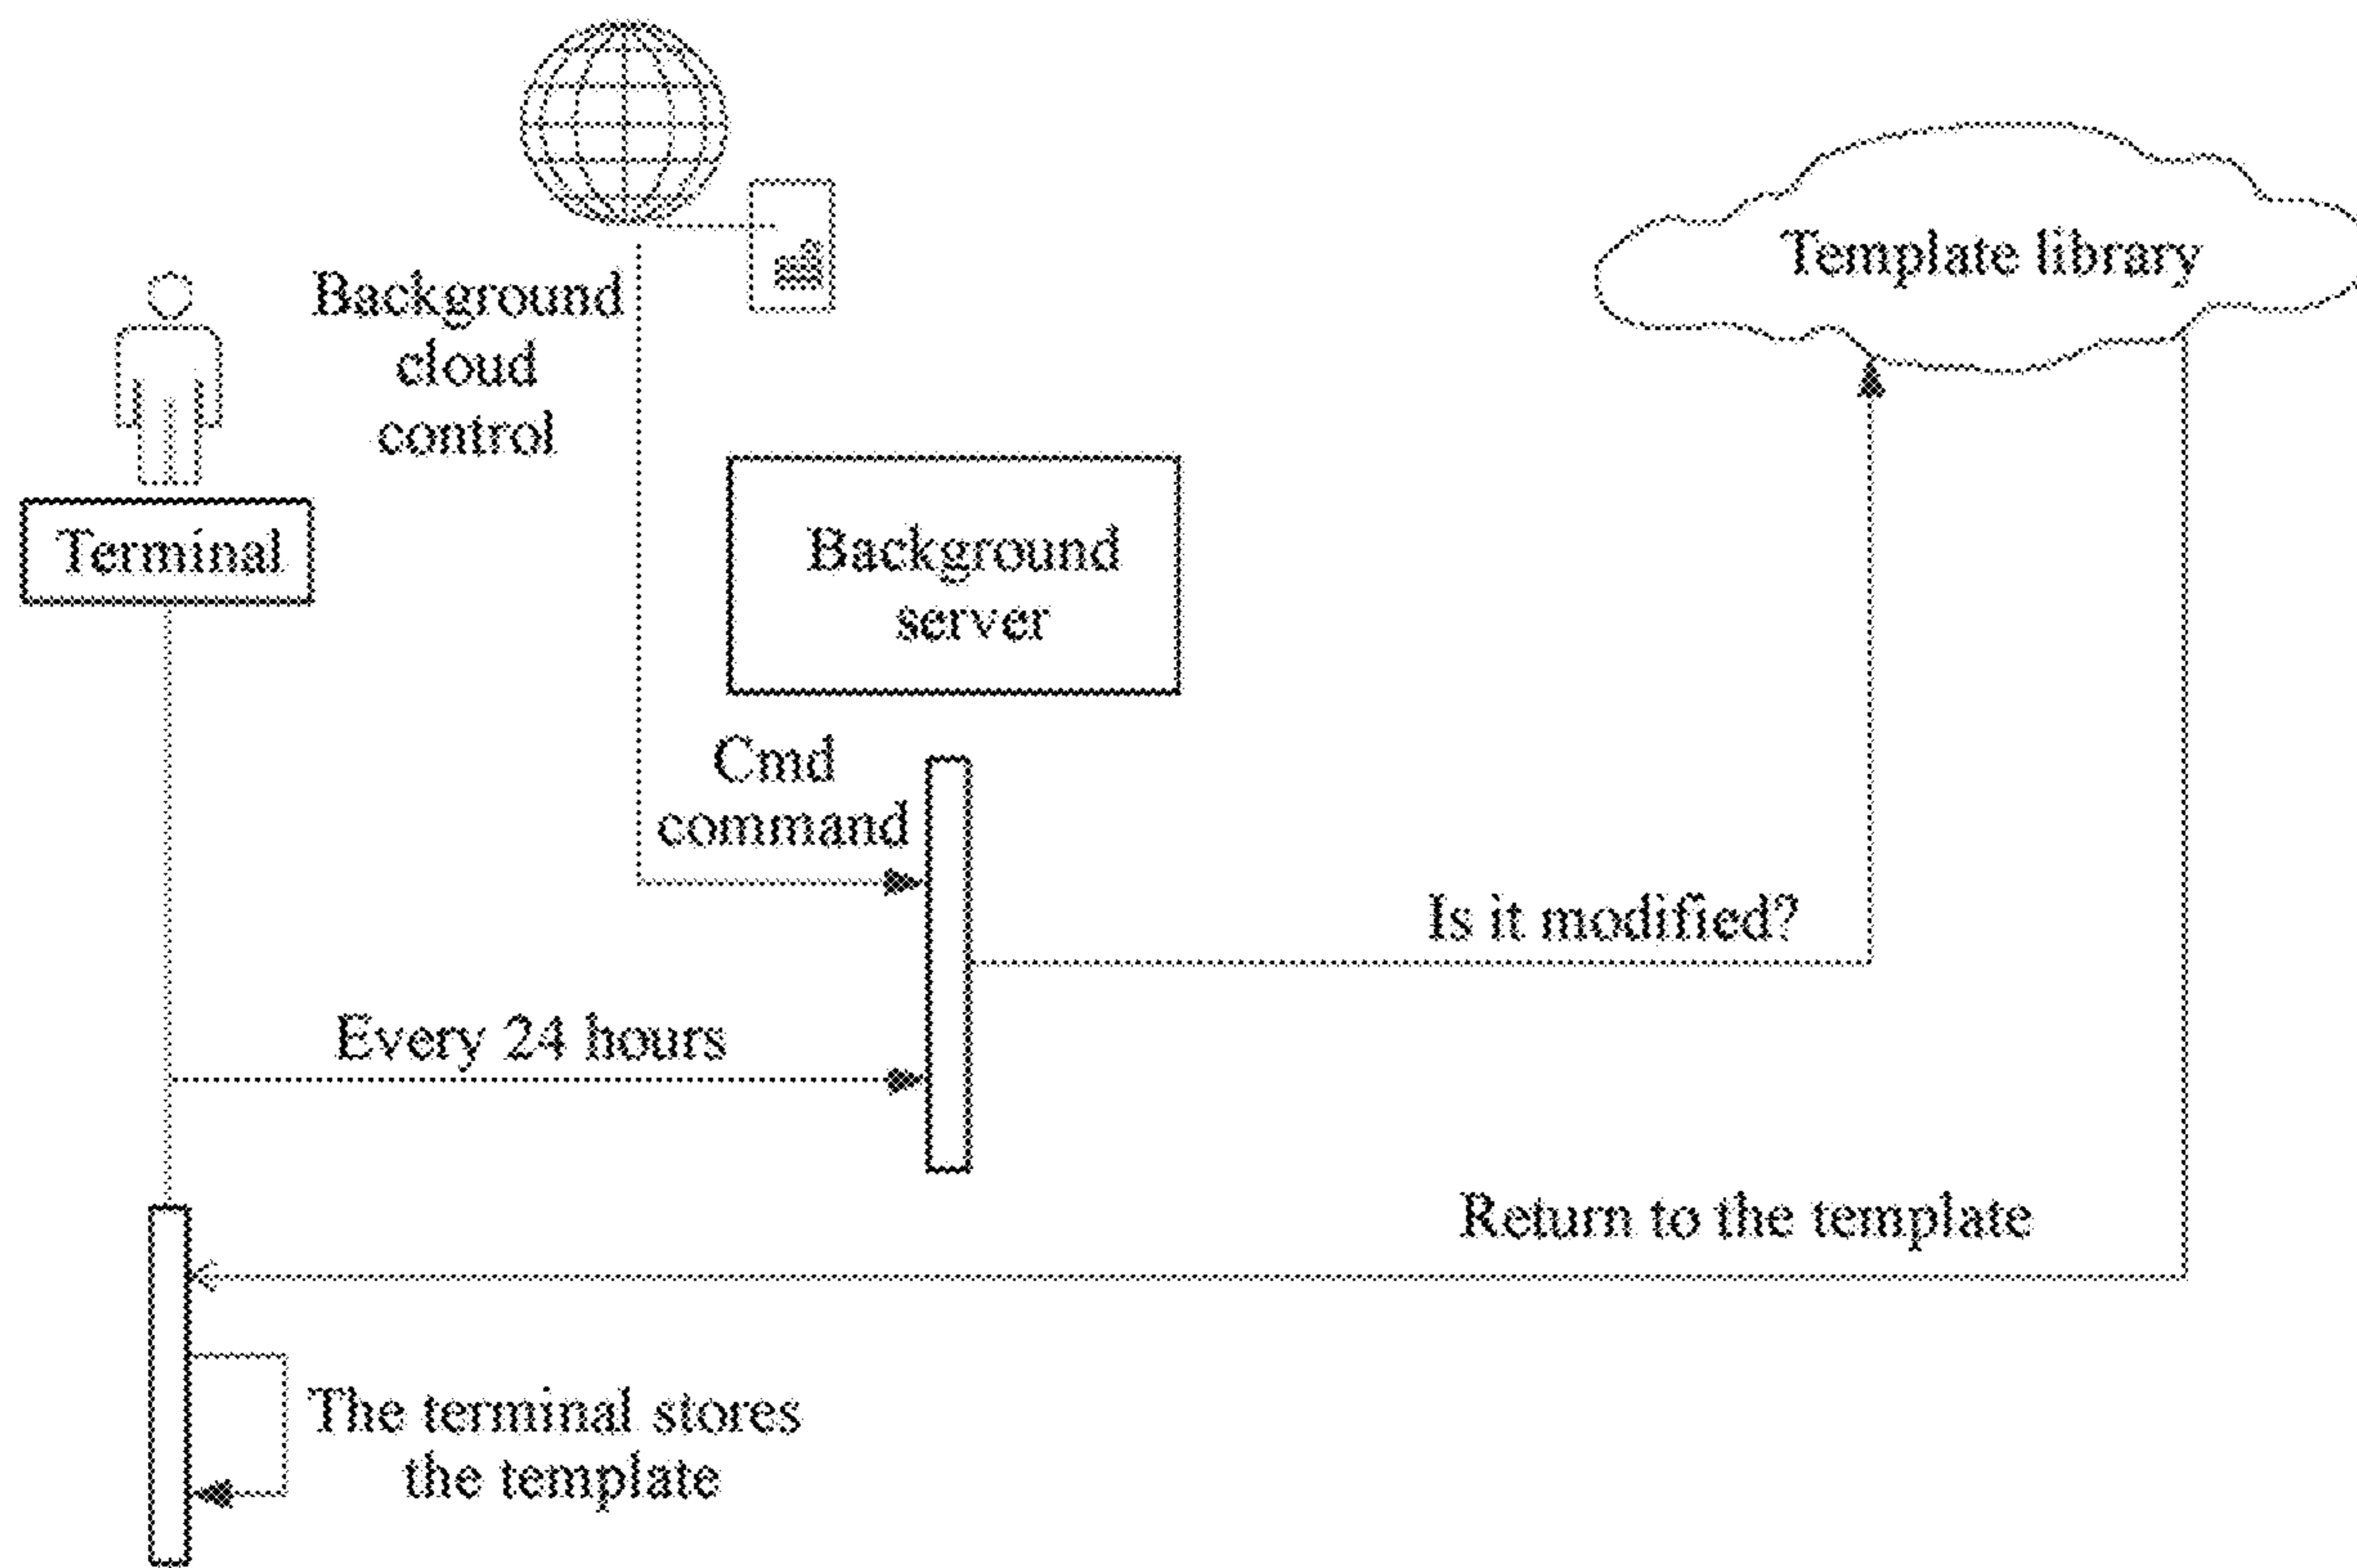 Background
cloud
control
Template library
Terminal
Background
server
Cmd
command
Is it modified?
Every 24 hours
Return to the template
The terminal stores
the template